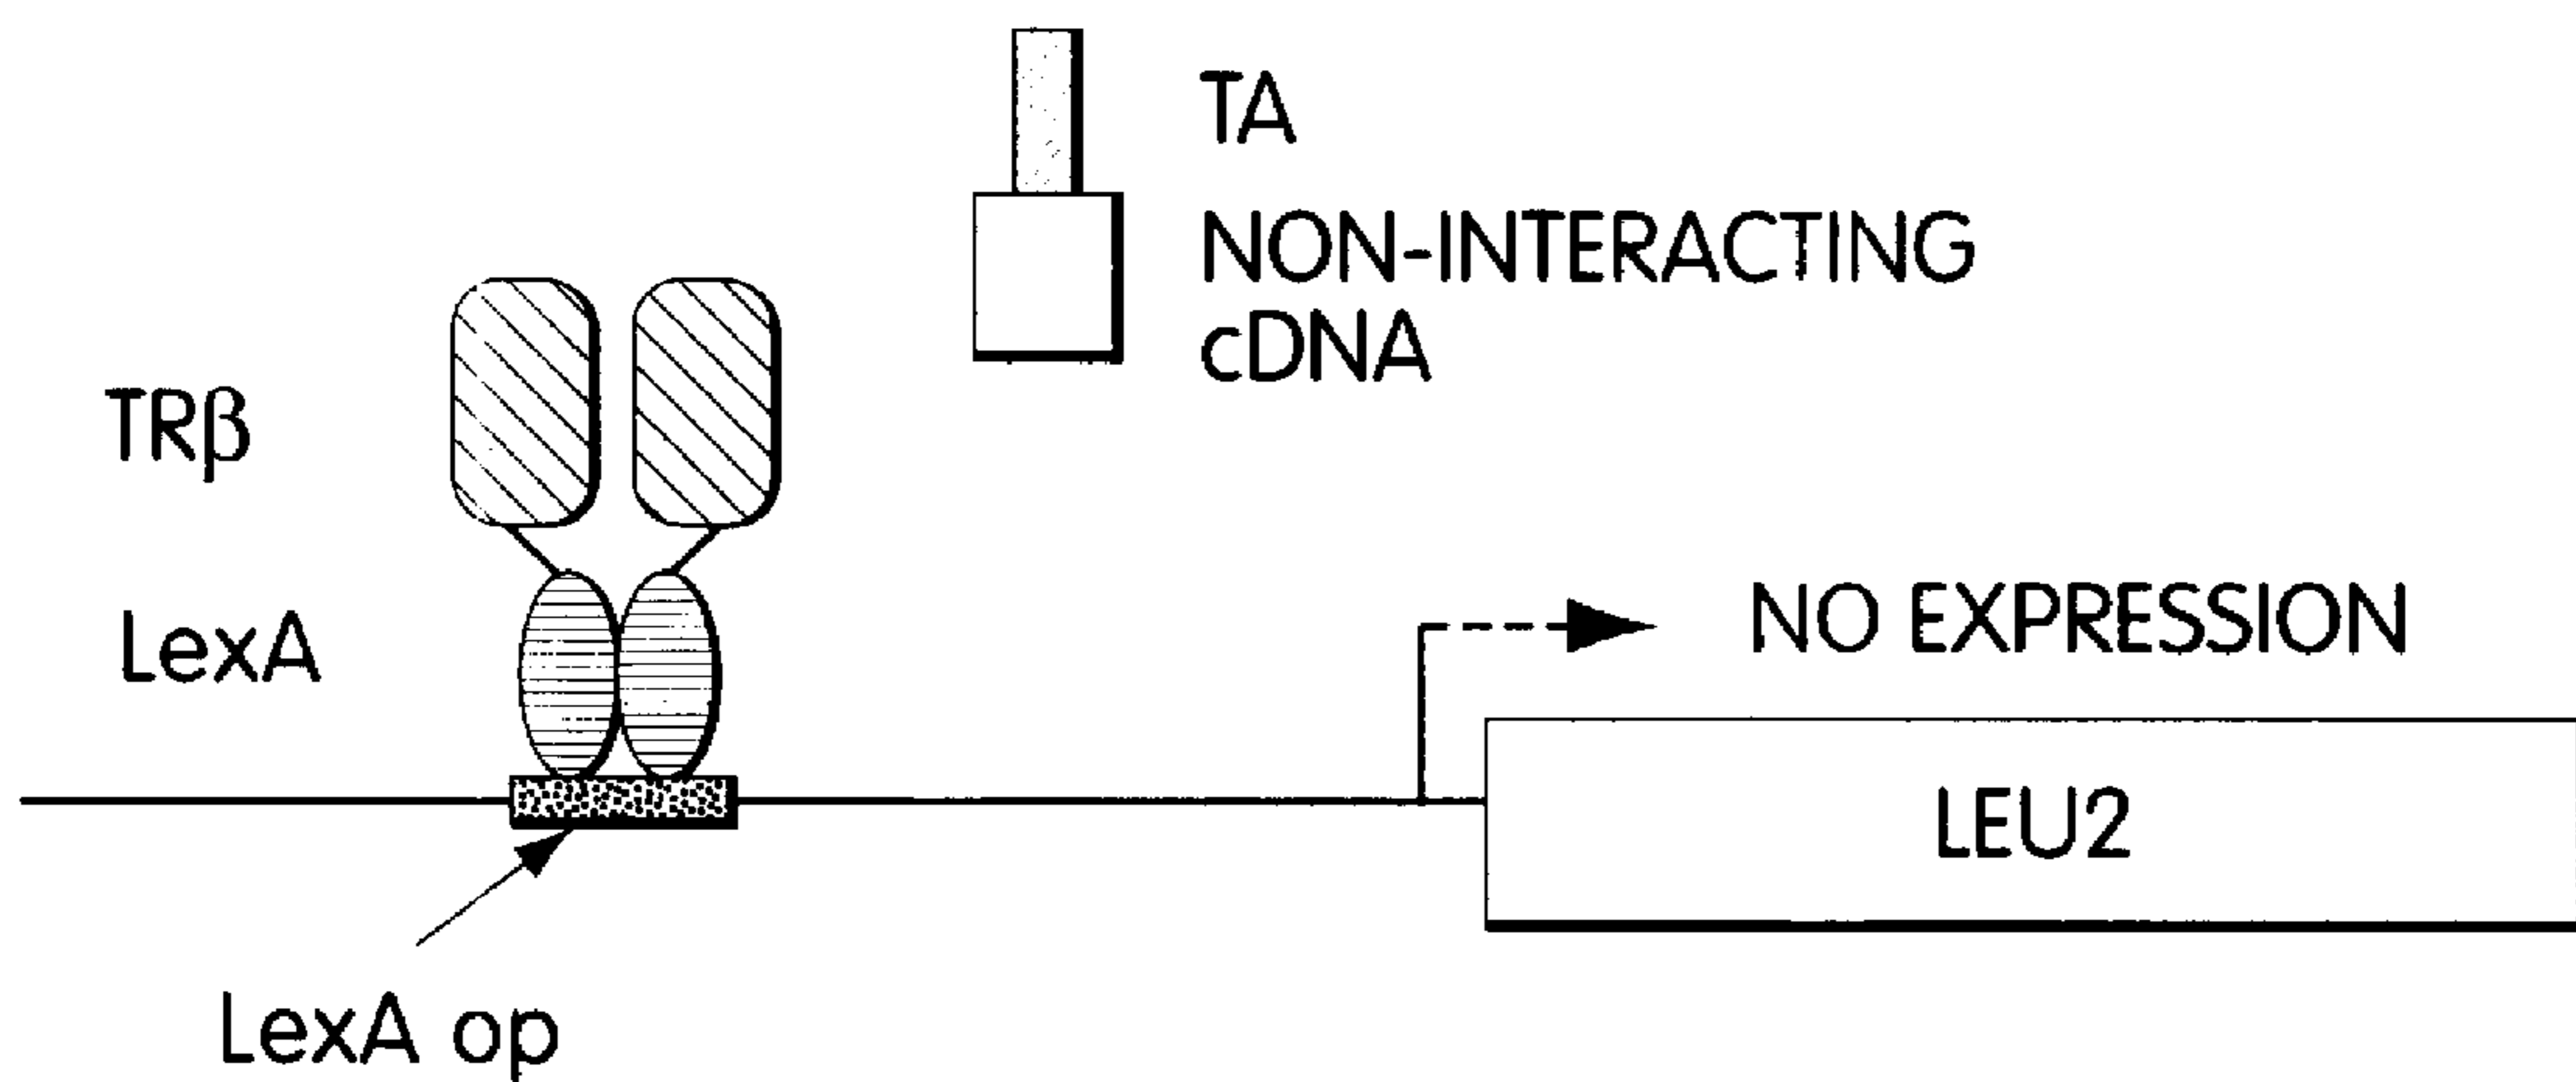 TA
NON-INTERACTING
cDNA
TRβ
LexA
NO EXPRESSION
LEU2
LexA op